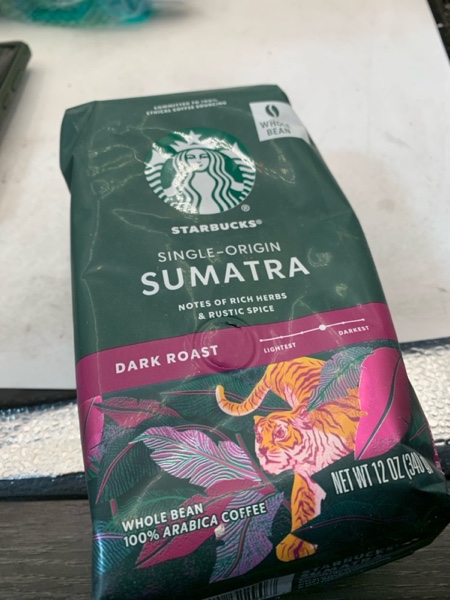 COMMITTED TO 100%
ETHICAL COFFEE SOURCING
WHOLE
BEAN
STARBUCKS®
SINGLE-ORIGIN
SUMATRA
NOTES OF RICH HERBS
& RUSTIC SPICE
DARK ROAST
LIGHTEST
DARKEST
NET WT 12 OZ (340g)
WHOLE BEAN
100% ARABICA COFFEE